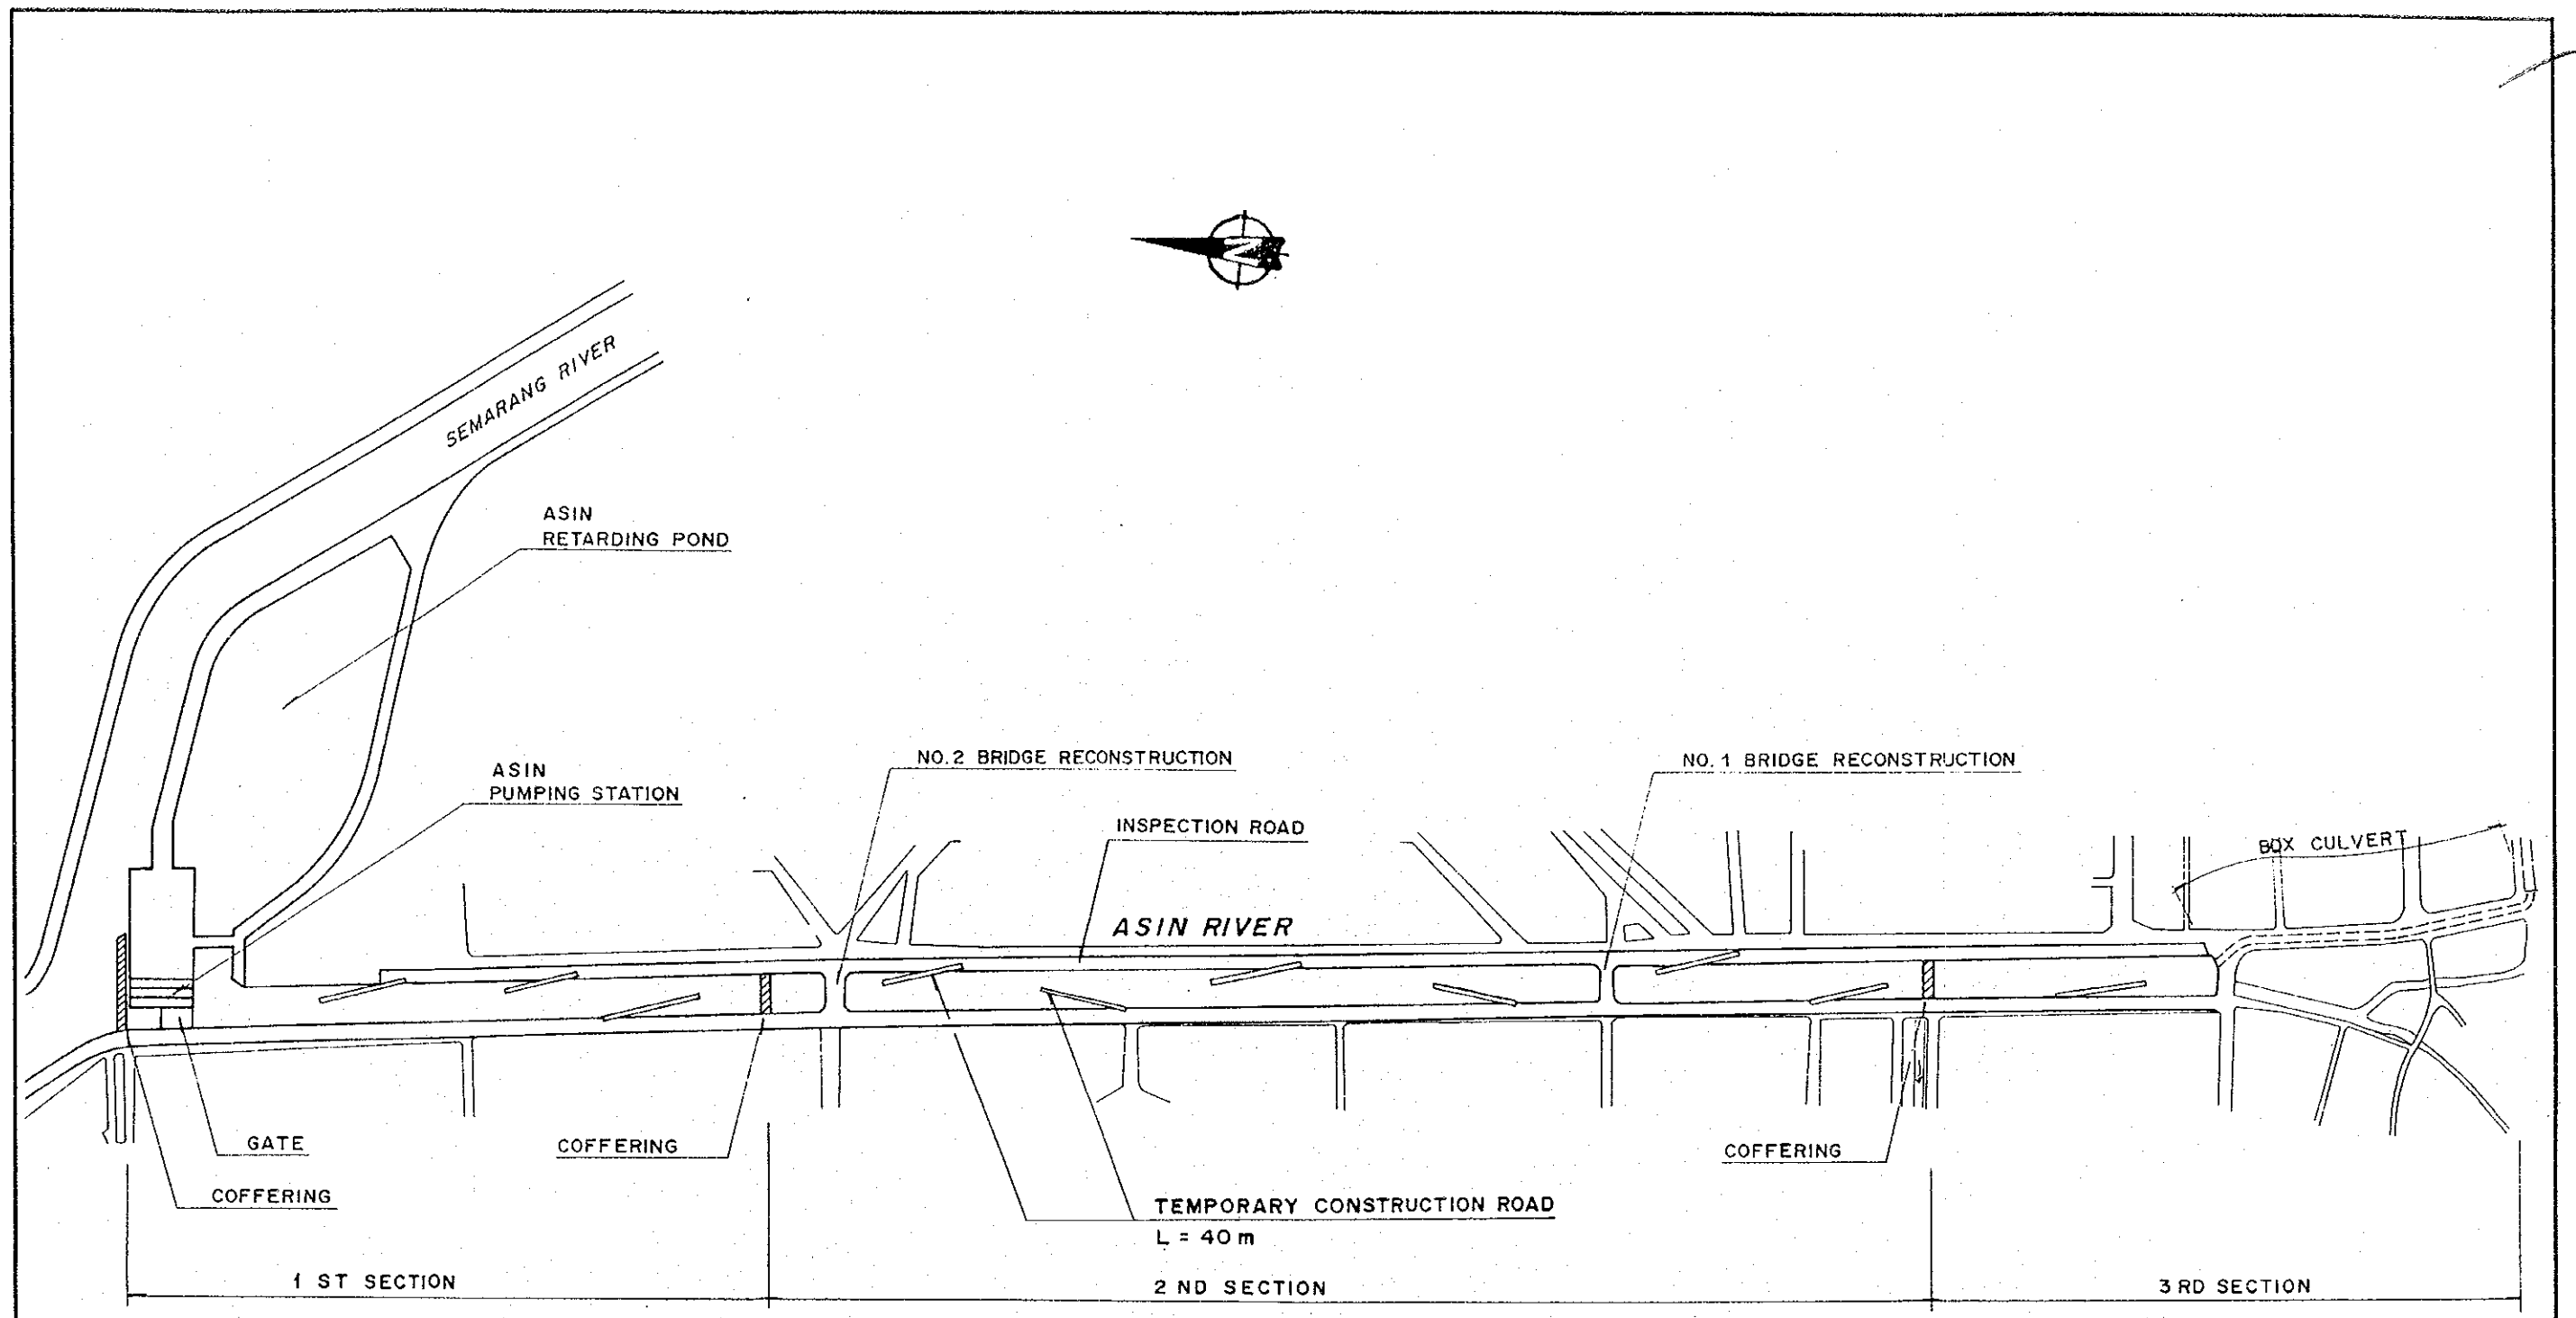 SEMARANG RIVER
ASIN
RETARDING POND
ASIN
PUMPING STATION
NO. 2 BRIDGE RECONSTRUCTION
NO. 1 BRIDGE RECONSTRUCTION
INSPECTION ROAD
BOX CULVERT
ASIN RIVER
GATE
COFFERING
COFFERING
COFFERING
TEMPORARY CONSTRUCTION ROAD
L = 40 m
1 ST SECTION
2 ND SECTION
3 RD SECTION